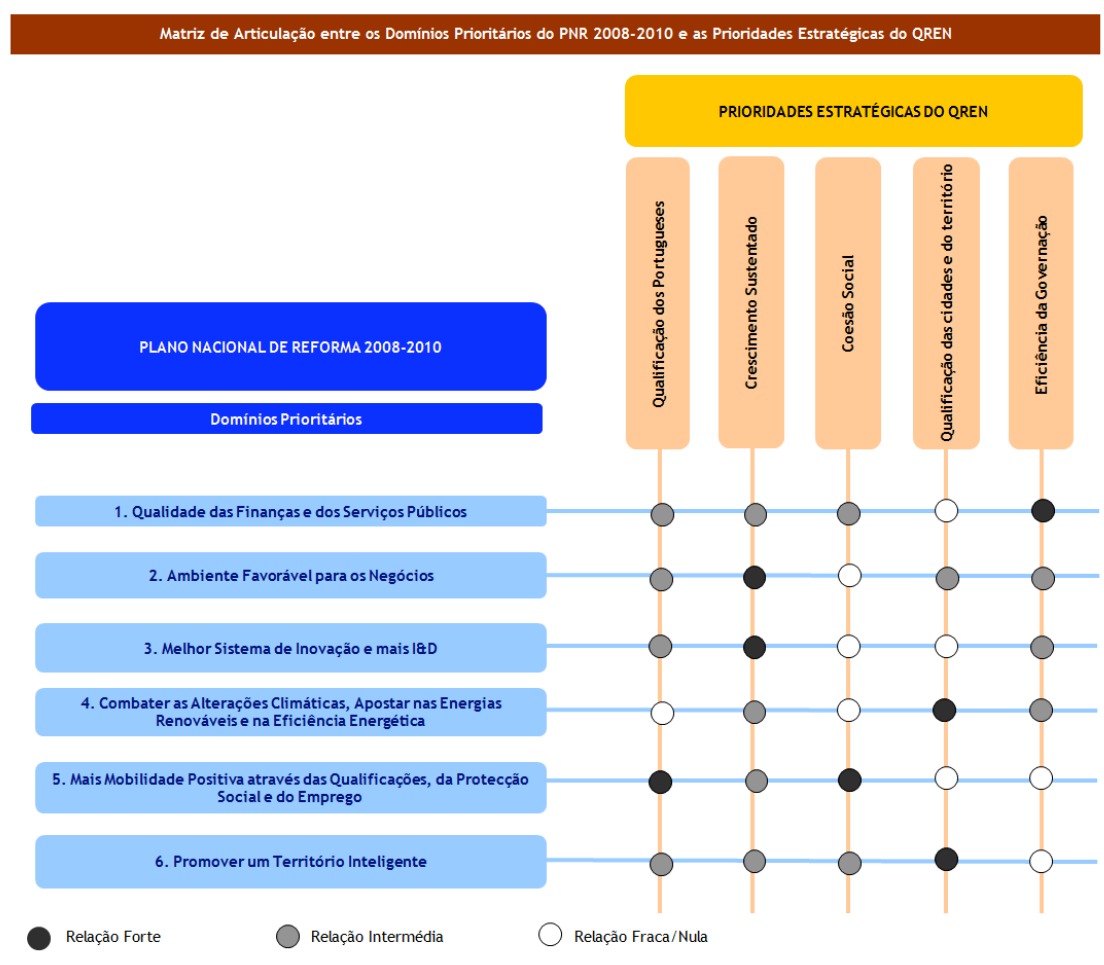 Matriz de Articulação entre os Domínios Prioritários do PNR 2008-2010 e as Prioridades Estratégicas do QREN
PRIORIDADES ESTRATÉGICAS DO QREN
Qualificação dos Portugueses
Crescimento Sustentado
Coesão Social
Qualificação das cidades e do território
Eficiência da Governação
PLANO NACIONAL DE REFORMA 2008-2010
Domínios Prioritários
1. Qualidade das Finanças e dos Serviços Públicos
2. Ambiente Favorável para os Negócios
3. Melhor Sistema de Inovação e mais I&D
4. Combater as Alterações Climáticas, Apostar nas Energias
Renováveis e na Eficiência Energética
5. Mais Mobilidade Positiva através das Qualificações, da Protecção
Social e do Emprego
6. Promover um Território Inteligente
Relação Forte
Relação Intermédia
Relação Fraca/Nula